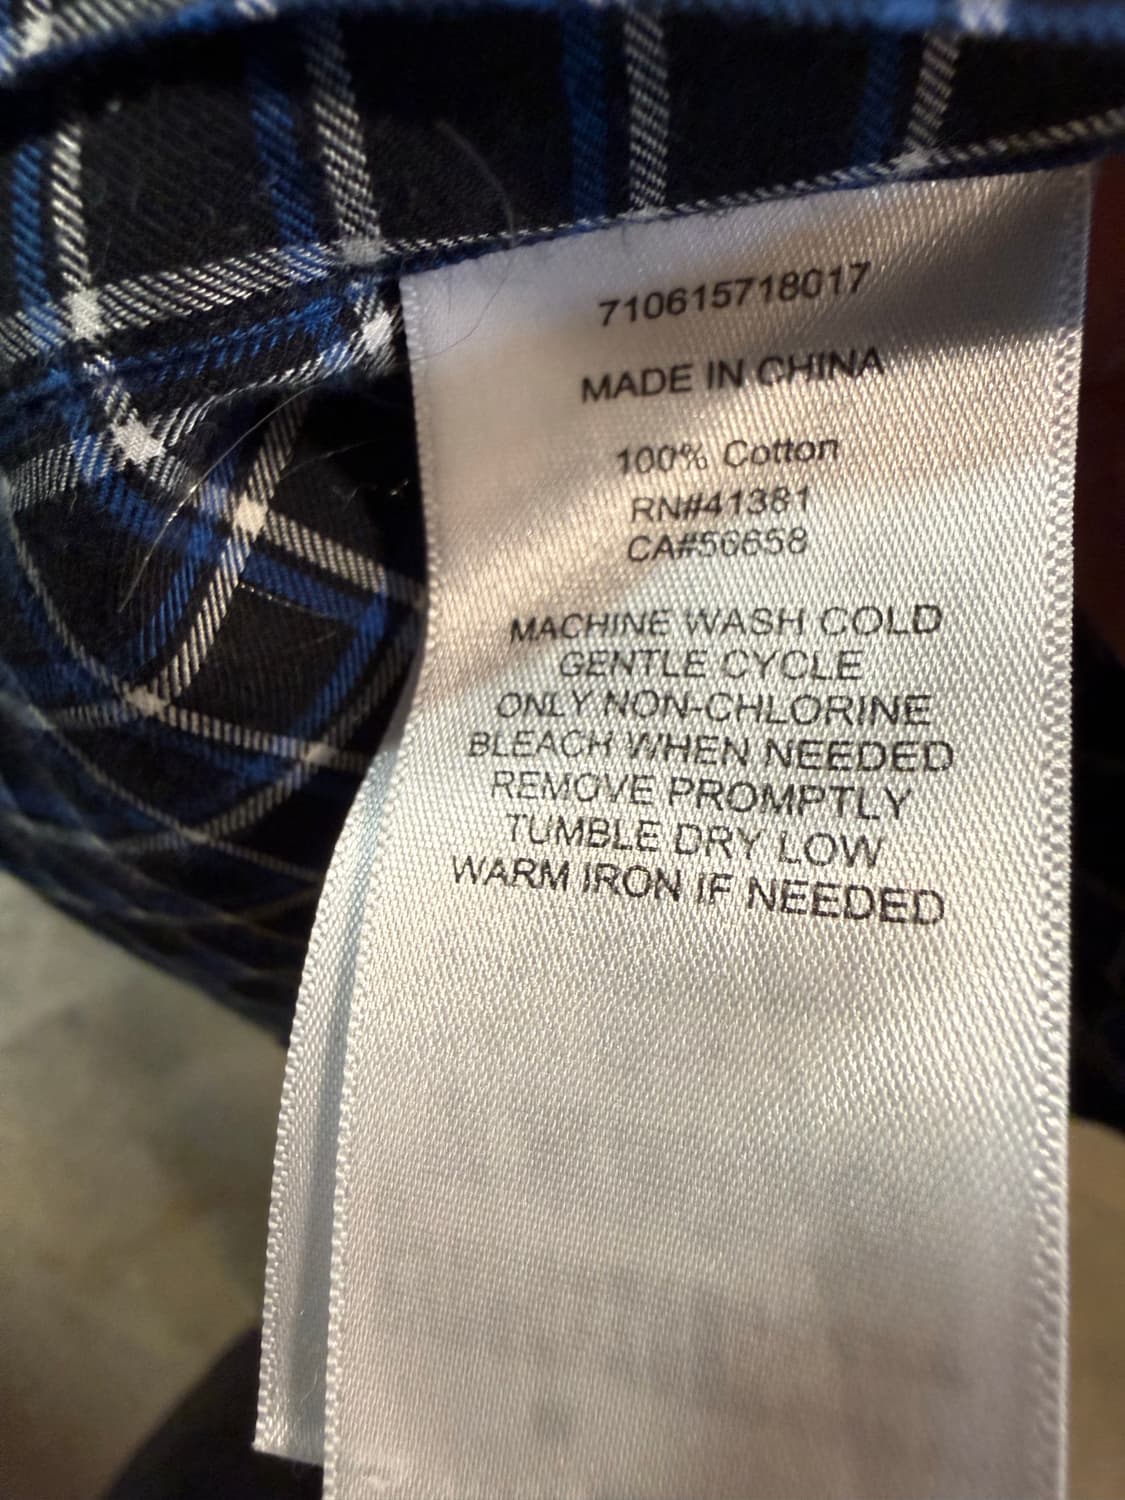 710615718017
MADE IN CHINA
100% Cotton
RN#41381
CA#56658
MACHINE WASH COLD
GENTLE CYCLE
ONLY NON-CHLORINE
BLEACH WHEN NEEDED
REMOVE PROMPTLY
TUMBLE DRY LOW
WARM IRON IF NEEDED